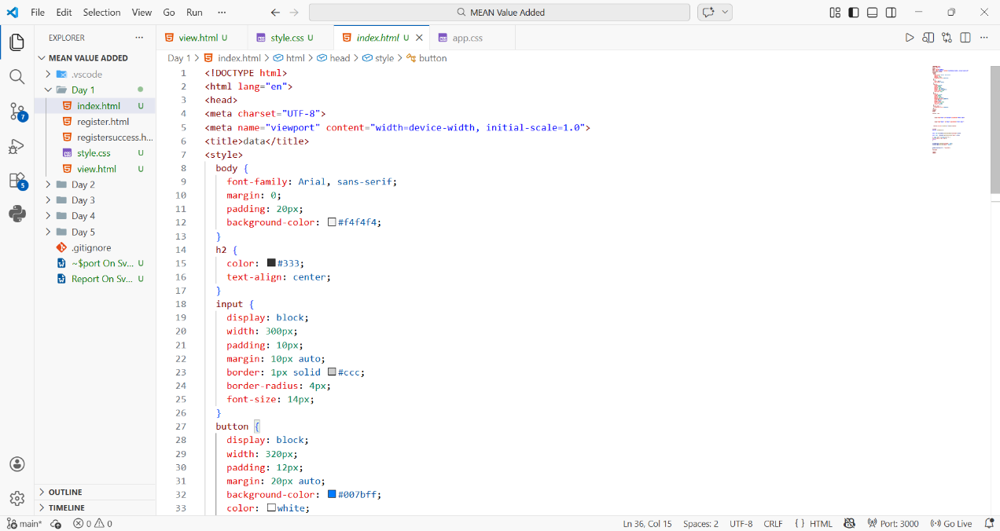 File Edit Selection View Go Run ···
MEAN Value Added
EXPLORER ···
MEAN VALUE ADDED
.vscode
Day 1
index.html U
register.html
registersuccess.h...
style.css U
view.html U
Day 2
Day 3
Day 4
Day 5
.gitignore
~$port On Sv... U
Report On Sv... U
OUTLINE
TIMELINE
7
5
view.html U
style.css U
index.html U
app.css
Day 1 > index.html > html > head > style > button
1 <!DOCTYPE html>
2 <html lang="en">
3 <head>
4 <meta charset="UTF-8">
5 <meta name="viewport" content="width=device-width, initial-scale=1.0">
6 <title>data</title>
7 <style>
8 body {
9 font-family: Arial, sans-serif;
10 margin: 0;
11 padding: 20px;
12 background-color: #f4f4f4;
13 }
14 h2 {
15 color: #333;
16 text-align: center;
17 }
18 input {
19 display: block;
20 width: 300px;
21 padding: 10px;
22 margin: 10px auto;
23 border: 1px solid #ccc;
24 border-radius: 4px;
25 font-size: 14px;
26 }
27 button {
28 display: block;
29 width: 320px;
30 padding: 12px;
31 margin: 20px auto;
32 background-color: #007bff;
33 color: white;
main* 0 0 Ln 36, Col 15 Spaces: 2 UTF-8 CRLF { } HTML Port: 3000 Go Live